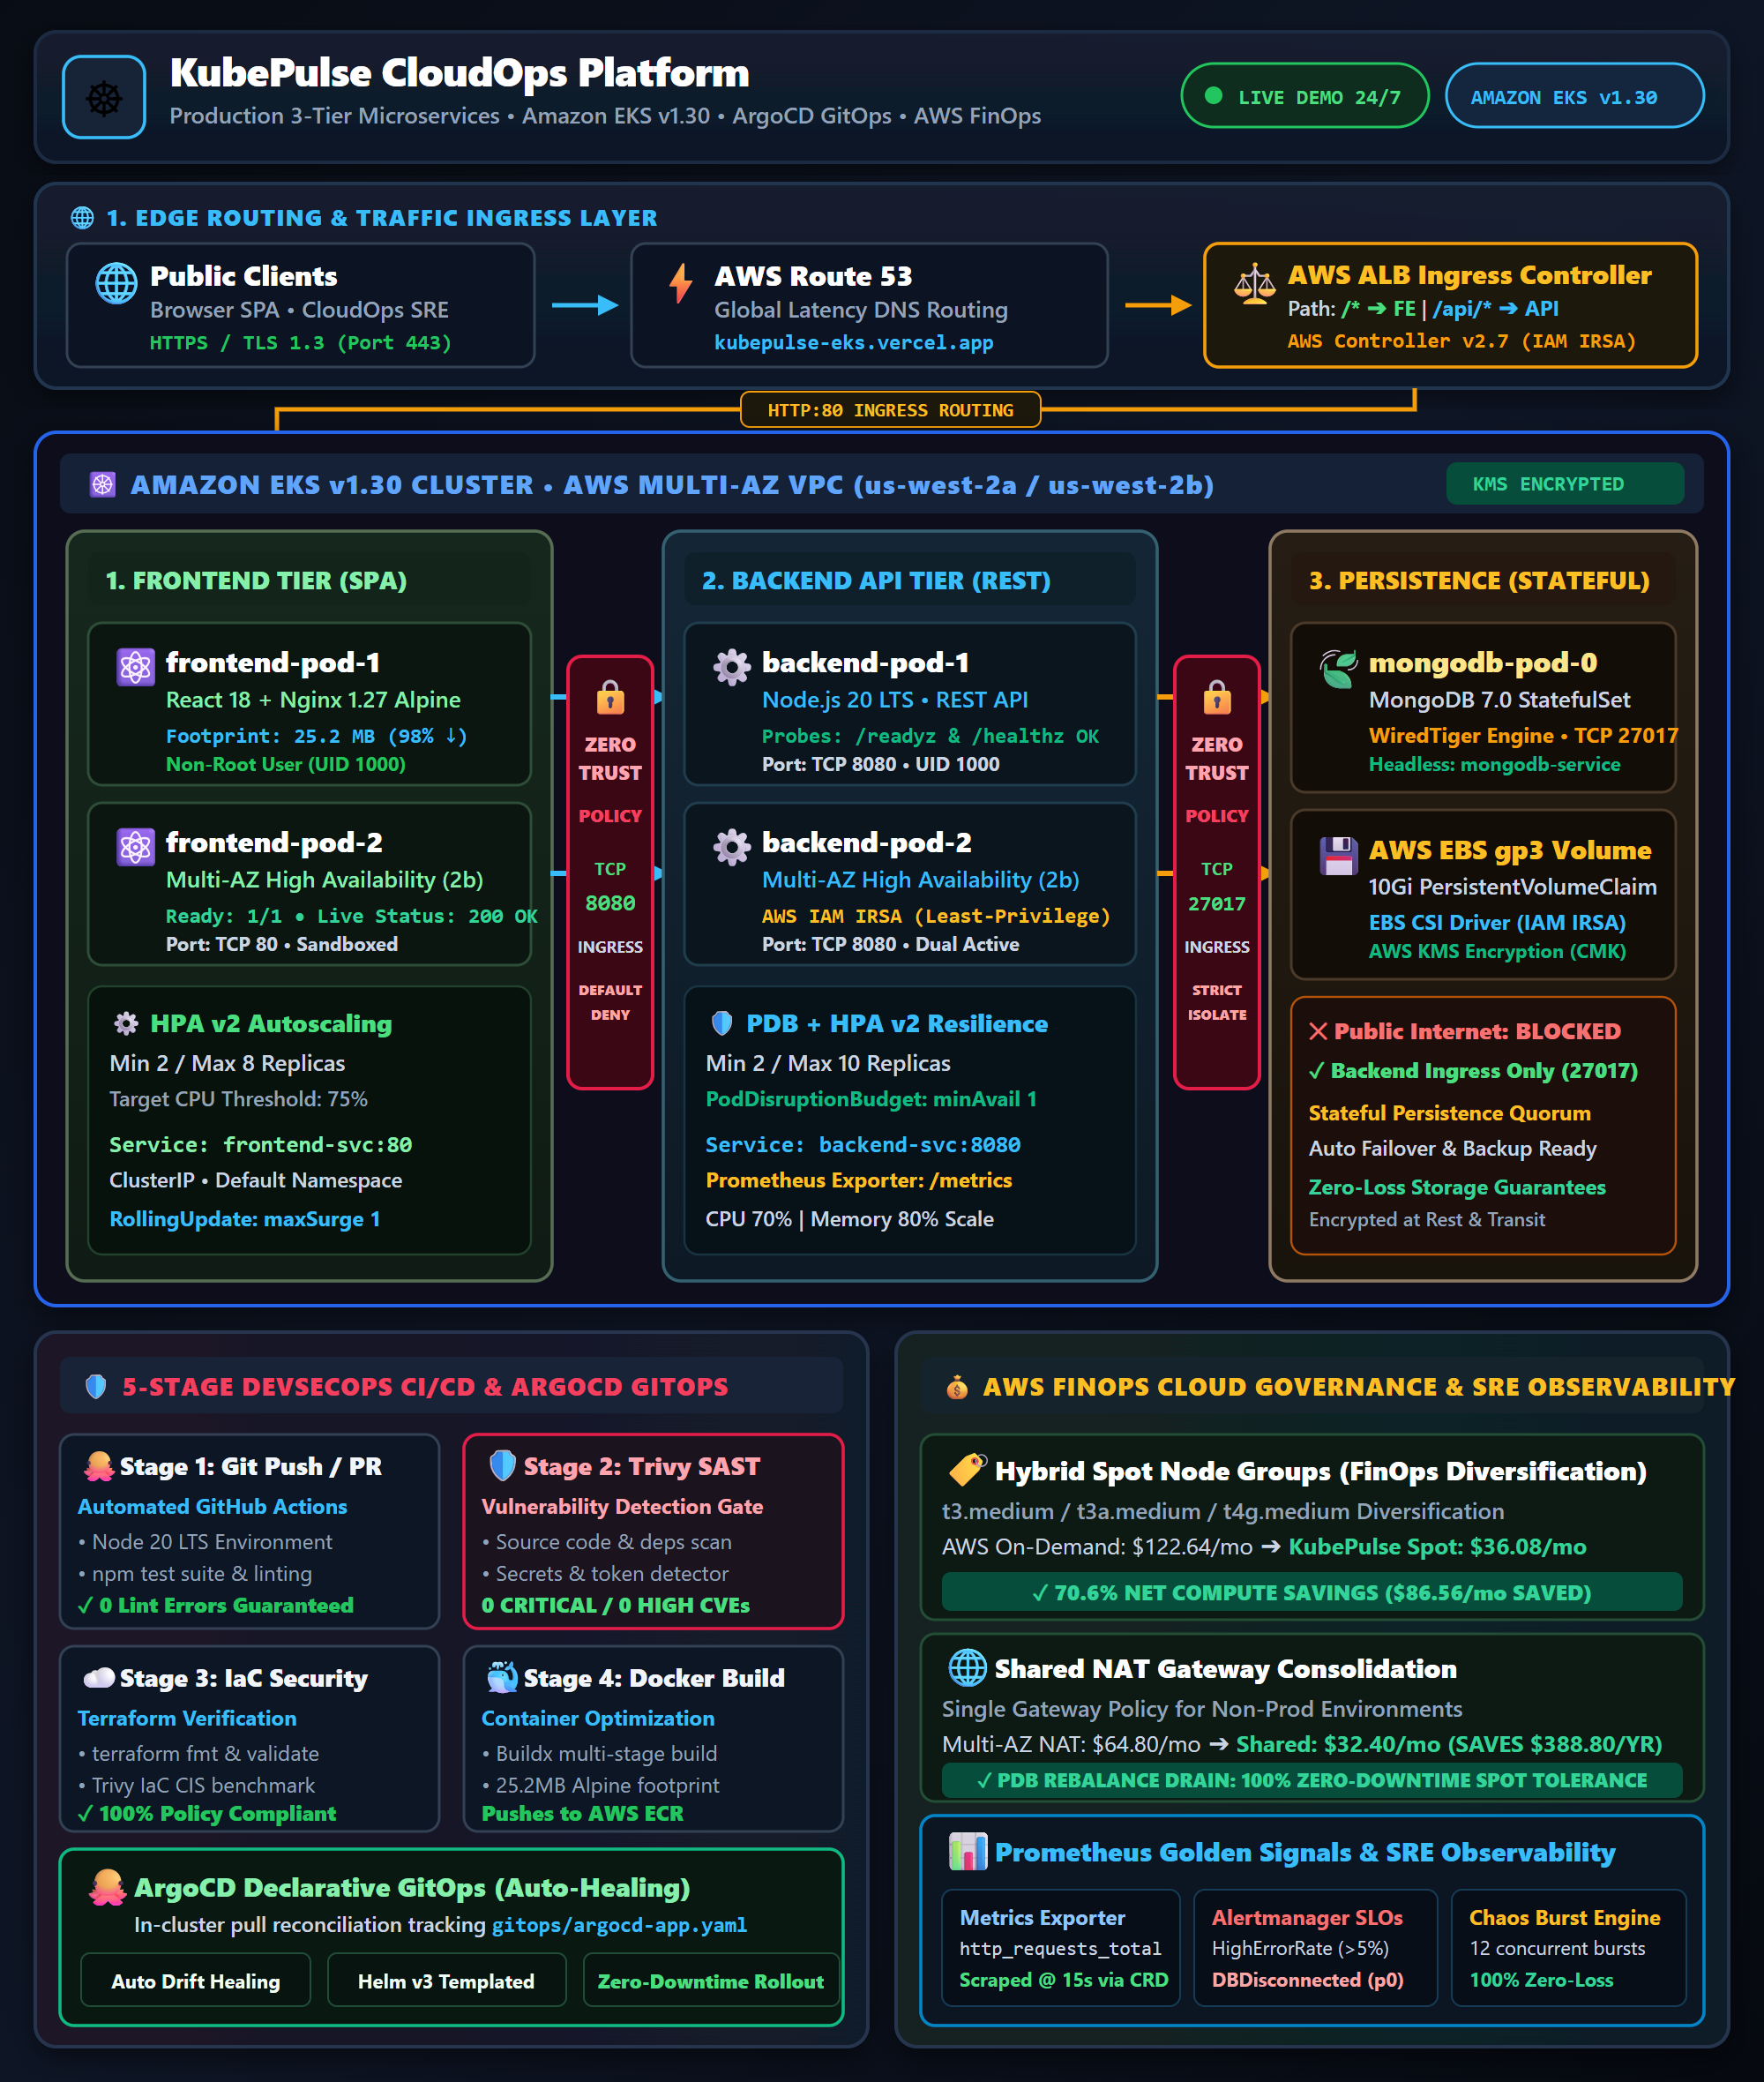 KubePulse CloudOps Platform
Production 3-Tier Microservices • Amazon EKS v1.30 • ArgoCD GitOps • AWS FinOps
LIVE DEMO 24/7
AMAZON EKS v1.30
1. EDGE ROUTING & TRAFFIC INGRESS LAYER
Public Clients
Browser SPA • CloudOps SRE
HTTPS / TLS 1.3 (Port 443)
AWS Route 53
Global Latency DNS Routing
kubepulse-eks.vercel.app
AWS ALB Ingress Controller
Path: /* ➔ FE | /api/* ➔ API
AWS Controller v2.7 (IAM IRSA)
HTTP:80 INGRESS ROUTING
AMAZON EKS v1.30 CLUSTER • AWS MULTI-AZ VPC (us-west-2a / us-west-2b)
KMS ENCRYPTED
1. FRONTEND TIER (SPA)
frontend-pod-1
React 18 + Nginx 1.27 Alpine
Footprint: 25.2 MB (98% ↓)
Non-Root User (UID 1000)
frontend-pod-2
Multi-AZ High Availability (2b)
Ready: 1/1 • Live Status: 200 OK
Port: TCP 80 • Sandboxed
HPA v2 Autoscaling
Min 2 / Max 8 Replicas
Target CPU Threshold: 75%
Service: frontend-svc:80
ClusterIP • Default Namespace
RollingUpdate: maxSurge 1
ZERO
TRUST
POLICY
TCP
8080
INGRESS
DEFAULT
DENY
2. BACKEND API TIER (REST)
backend-pod-1
Node.js 20 LTS • REST API
Probes: /readyz & /healthz OK
Port: TCP 8080 • UID 1000
backend-pod-2
Multi-AZ High Availability (2b)
AWS IAM IRSA (Least-Privilege)
Port: TCP 8080 • Dual Active
PDB + HPA v2 Resilience
Min 2 / Max 10 Replicas
PodDisruptionBudget: minAvail 1
Service: backend-svc:8080
Prometheus Exporter: /metrics
CPU 70% | Memory 80% Scale
ZERO
TRUST
POLICY
TCP
27017
INGRESS
STRICT
ISOLATE
3. PERSISTENCE (STATEFUL)
mongodb-pod-0
MongoDB 7.0 StatefulSet
WiredTiger Engine • TCP 27017
Headless: mongodb-service
AWS EBS gp3 Volume
10Gi PersistentVolumeClaim
EBS CSI Driver (IAM IRSA)
AWS KMS Encryption (CMK)
✕ Public Internet: BLOCKED
✓ Backend Ingress Only (27017)
Stateful Persistence Quorum
Auto Failover & Backup Ready
Zero-Loss Storage Guarantees
Encrypted at Rest & Transit
5-STAGE DEVSECOPS CI/CD & ARGOCD GITOPS
Stage 1: Git Push / PR
Automated GitHub Actions
• Node 20 LTS Environment
• npm test suite & linting
✓ 0 Lint Errors Guaranteed
Stage 2: Trivy SAST
Vulnerability Detection Gate
• Source code & deps scan
• Secrets & token detector
0 CRITICAL / 0 HIGH CVEs
Stage 3: IaC Security
Terraform Verification
• terraform fmt & validate
• Trivy IaC CIS benchmark
✓ 100% Policy Compliant
Stage 4: Docker Build
Container Optimization
• Buildx multi-stage build
• 25.2MB Alpine footprint
Pushes to AWS ECR
ArgoCD Declarative GitOps (Auto-Healing)
In-cluster pull reconciliation tracking gitops/argocd-app.yaml
Auto Drift Healing
Helm v3 Templated
Zero-Downtime Rollout
AWS FINOPS CLOUD GOVERNANCE & SRE OBSERVABILITY
Hybrid Spot Node Groups (FinOps Diversification)
t3.medium / t3a.medium / t4g.medium Diversification
AWS On-Demand: $122.64/mo ➔ KubePulse Spot: $36.08/mo
✓ 70.6% NET COMPUTE SAVINGS ($86.56/mo SAVED)
Shared NAT Gateway Consolidation
Single Gateway Policy for Non-Prod Environments
Multi-AZ NAT: $64.80/mo ➔ Shared: $32.40/mo (SAVES $388.80/YR)
✓ PDB REBALANCE DRAIN: 100% ZERO-DOWNTIME SPOT TOLERANCE
Prometheus Golden Signals & SRE Observability
Metrics Exporter
http_requests_total
Scraped @ 15s via CRD
Alertmanager SLOs
HighErrorRate (>5%)
DBDisconnected (p0)
Chaos Burst Engine
12 concurrent bursts
100% Zero-Loss